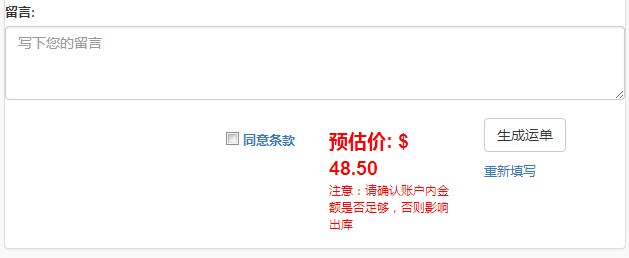 留言:
写下您的留言
同意条款
预估价: $
48.50
注意：请确认账户内金
额是否足够，否则影响
出库
生成运单
重新填写